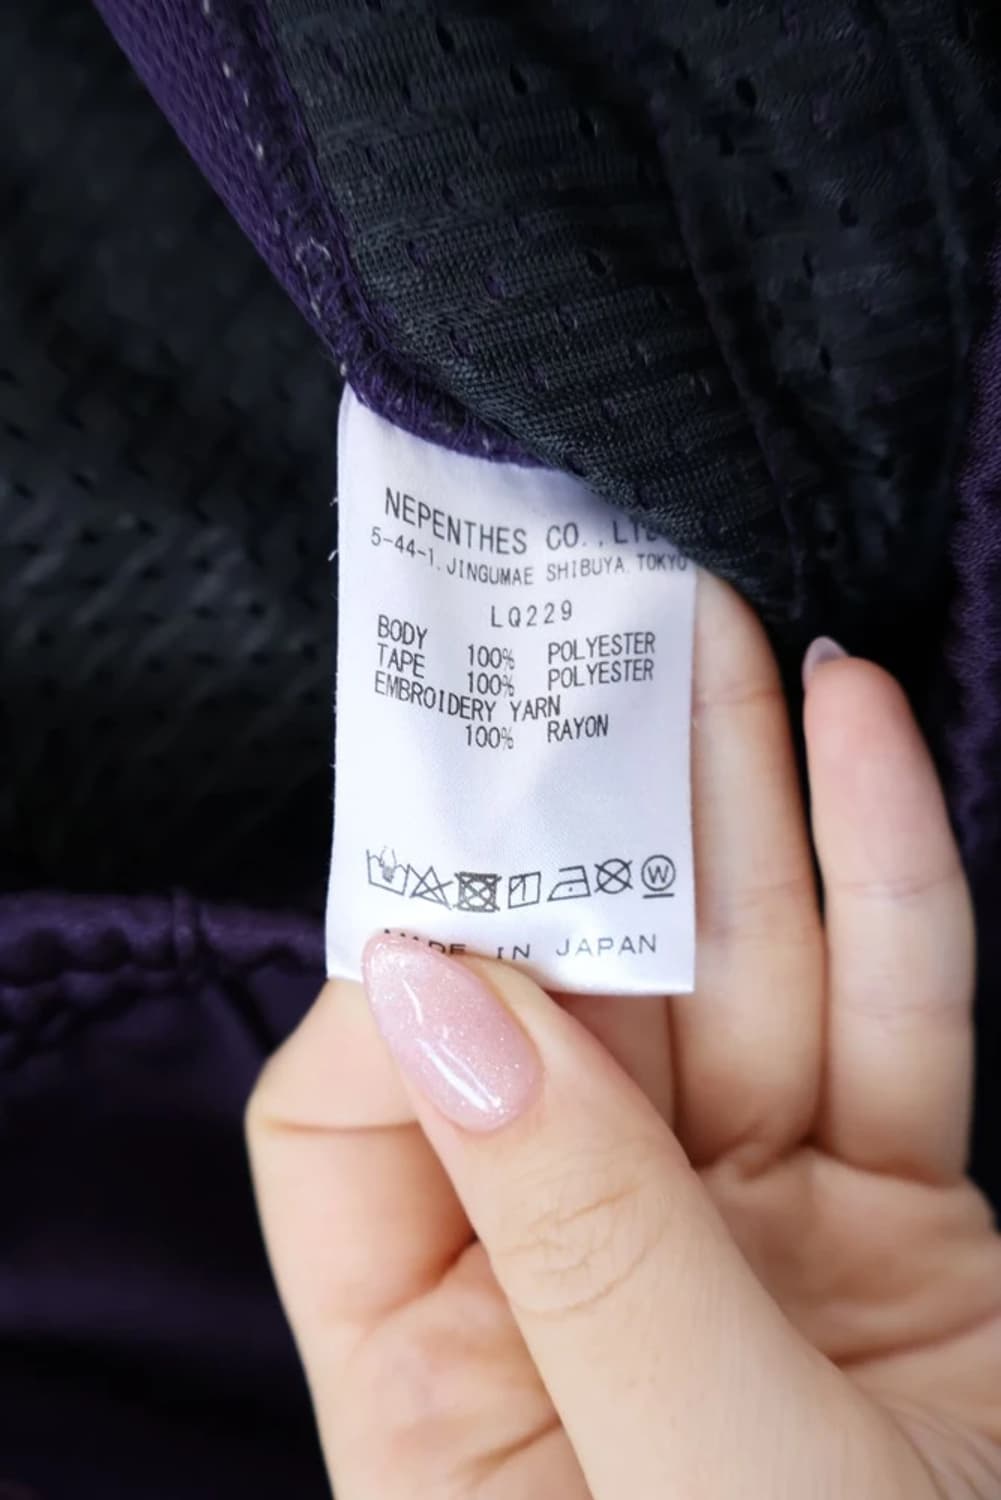 NEPENTHES CO.,LTD
5-44-1.JINGUMAE SHIBUYA TOKYO
LQ229
BODY 100% POLYESTER
TAPE 100% POLYESTER
EMBROIDERY YARN
100% RAYON
W
MADE IN JAPAN